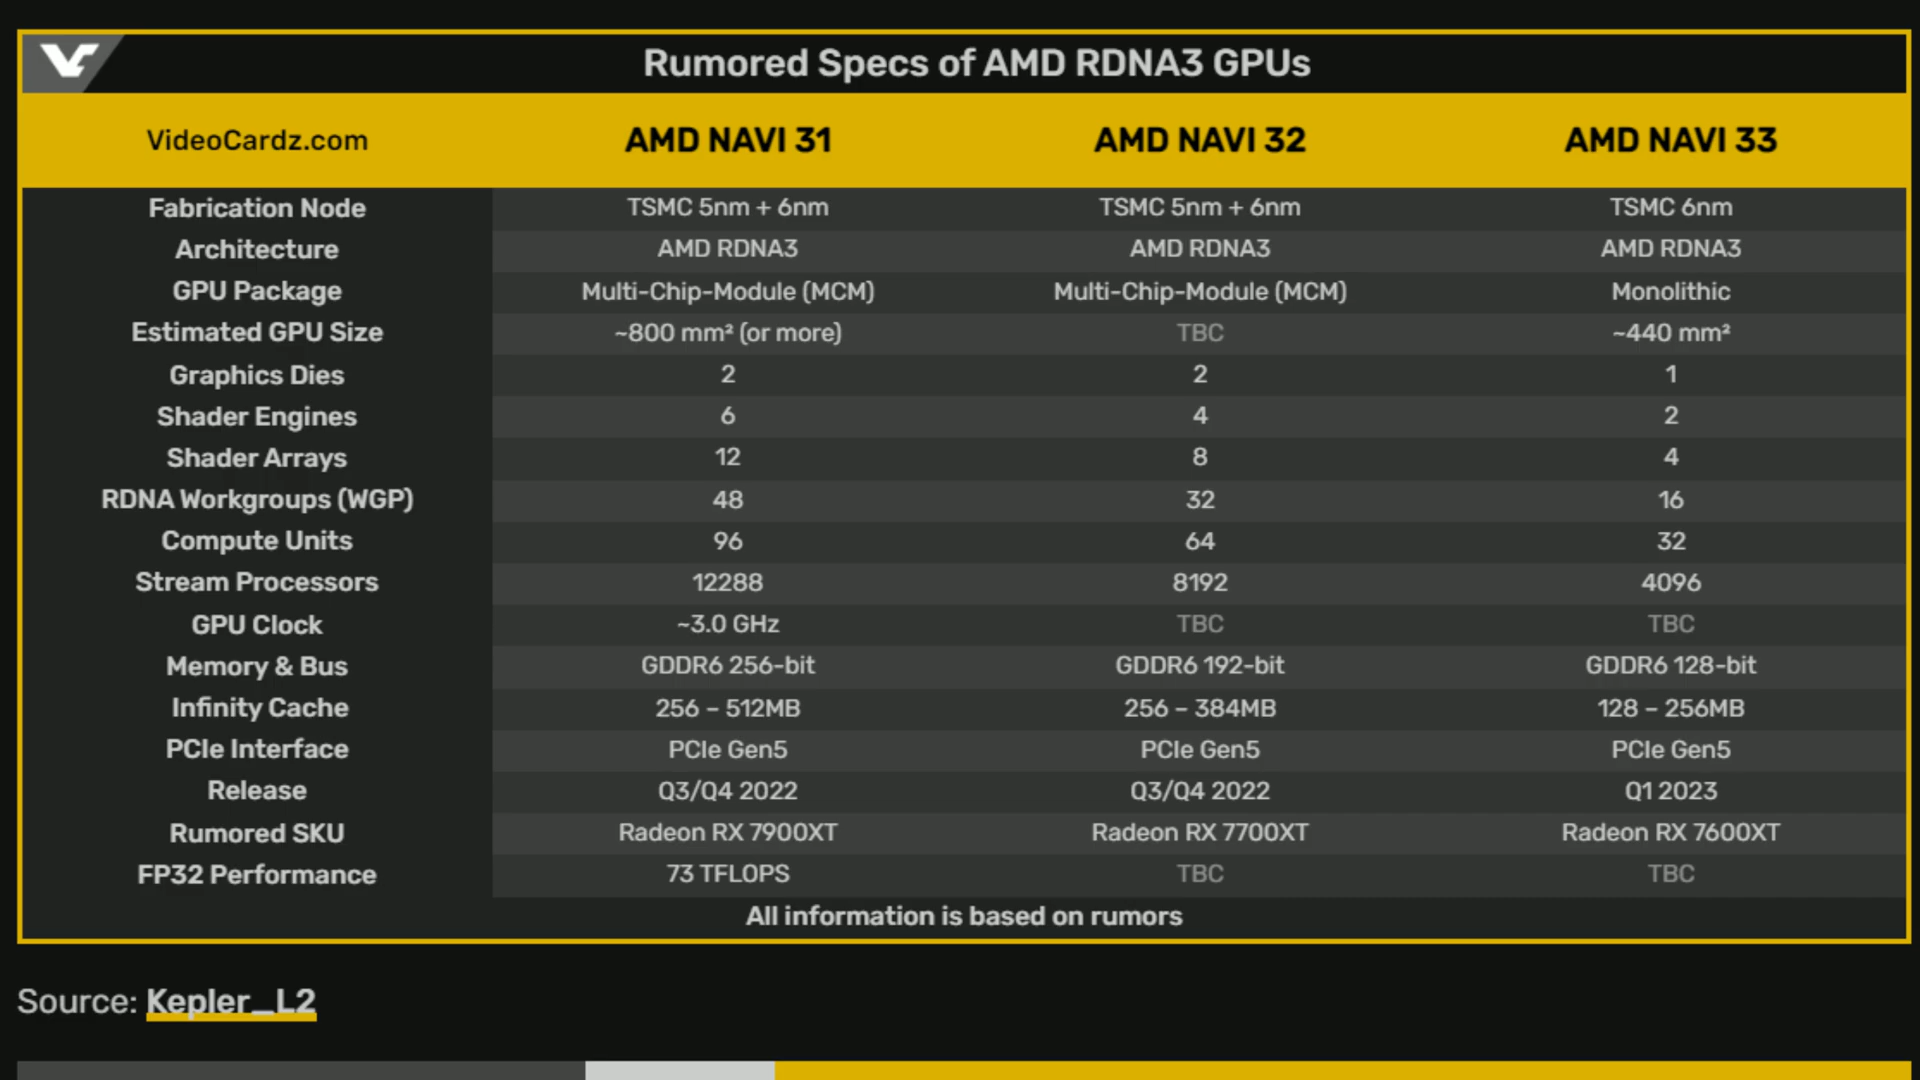 Rumored Specs of AMD RDNA3 GPUs
VideoCardz.com AMD NAVI 31 AMD NAVI 32 AMD NAVI 33
Fabrication Node TSMC 5nm + 6nm TSMC 5nm + 6nm TSMC 6nm
Architecture AMD RDNA3 AMD RDNA3 AMD RDNA3
GPU Package Multi-Chip-Module (MCM) Multi-Chip-Module (MCM) Monolithic
Estimated GPU Size ~800 mm² (or more) TBC ~440 mm²
Graphics Dies 2 2 1
Shader Engines 6 4 2
Shader Arrays 12 8 4
RDNA Workgroups (WGP) 48 32 16
Compute Units 96 64 32
Stream Processors 12288 8192 4096
GPU Clock ~3.0 GHz TBC TBC
Memory & Bus GDDR6 256-bit GDDR6 192-bit GDDR6 128-bit
Infinity Cache 256 – 512MB 256 – 384MB 128 – 256MB
PCIe Interface PCIe Gen5 PCIe Gen5 PCIe Gen5
Release Q3/Q4 2022 Q3/Q4 2022 Q1 2023
Rumored SKU Radeon RX 7900XT Radeon RX 7700XT Radeon RX 7600XT
FP32 Performance 73 TFLOPS TBC TBC
All information is based on rumors
Source: Kepler_L2